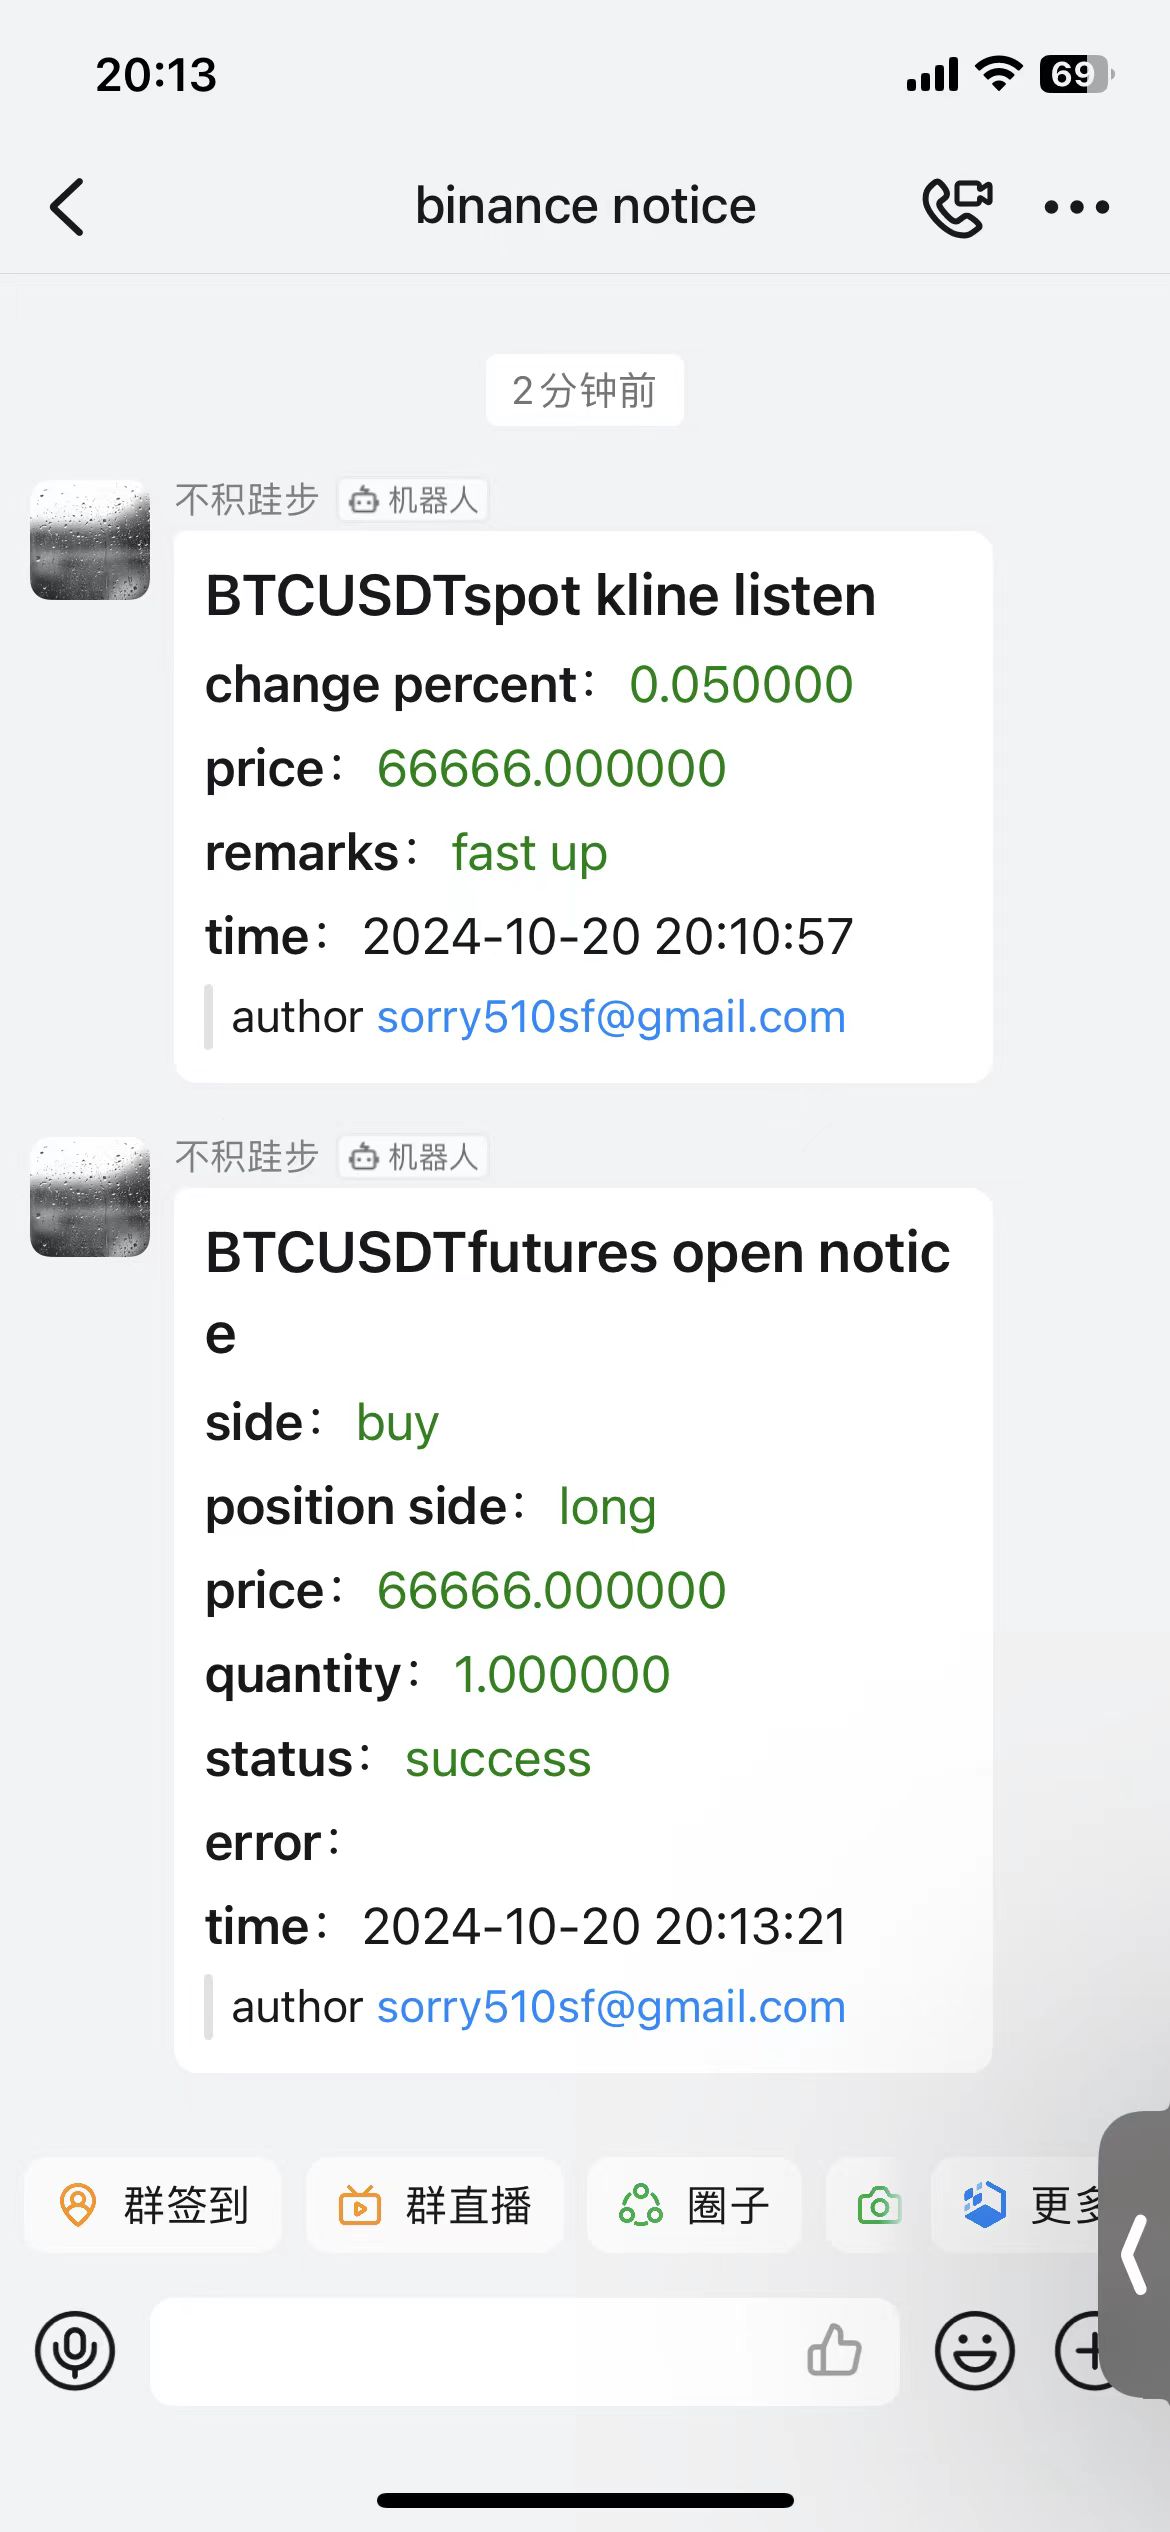 20:13
69
binance notice
2分钟前
不积跬步 机器人
BTCUSDTspot kline listen
change percent： 0.050000
price： 66666.000000
remarks： fast up
time： 2024-10-20 20:10:57
author sorry510sf@gmail.com
不积跬步 机器人
BTCUSDTfutures open notic
e
side： buy
position side： long
price： 66666.000000
quantity： 1.000000
status： success
error：
time： 2024-10-20 20:13:21
author sorry510sf@gmail.com
群签到 群直播 圈子 更多